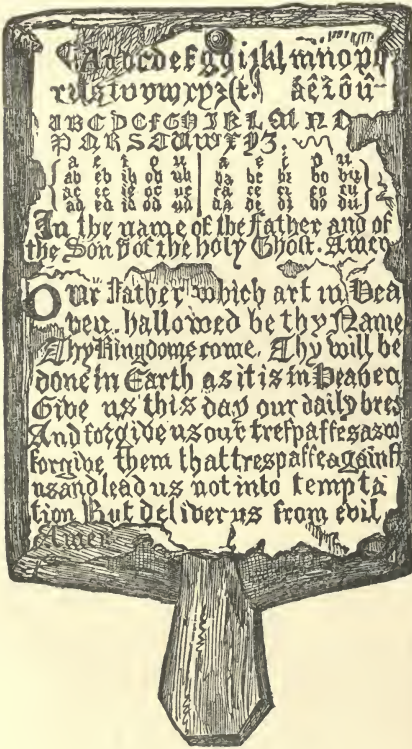 Aabcdefggijklmnopq
rſstuvwxyz&: áêîôû
ABCDEFGHIKLMNO
PQRSTUWXYZ.
a e i o u a e i o u
ab eb ib ob ub ba be bi bo bu
ac ec ic oc uc ca ce ci co cu
ad ed id od ud da de di do du
In the name of the Father and of
the Son & of the holy Ghost. Amen
Our Father which art in Hea
ven. hallowed be thy Name
Thy Kingdome come. Thy will be
done in Earth as it is in Heaven
Give us this day our daily bred
And forgive us our treſpaſſes as w
forgive them that treſpaſſe againſt
us and lead us not into tempta
tion But deliver us from evil
Amen